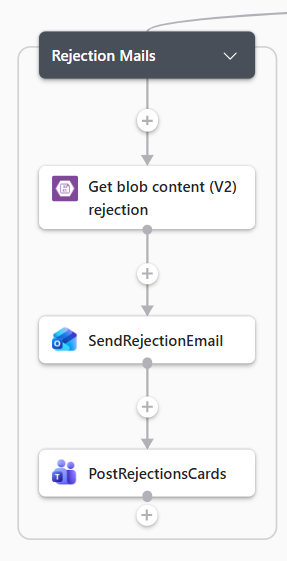 Rejection Mails
Get blob content (V2)
rejection
SendRejectionEmail
PostRejectionsCards